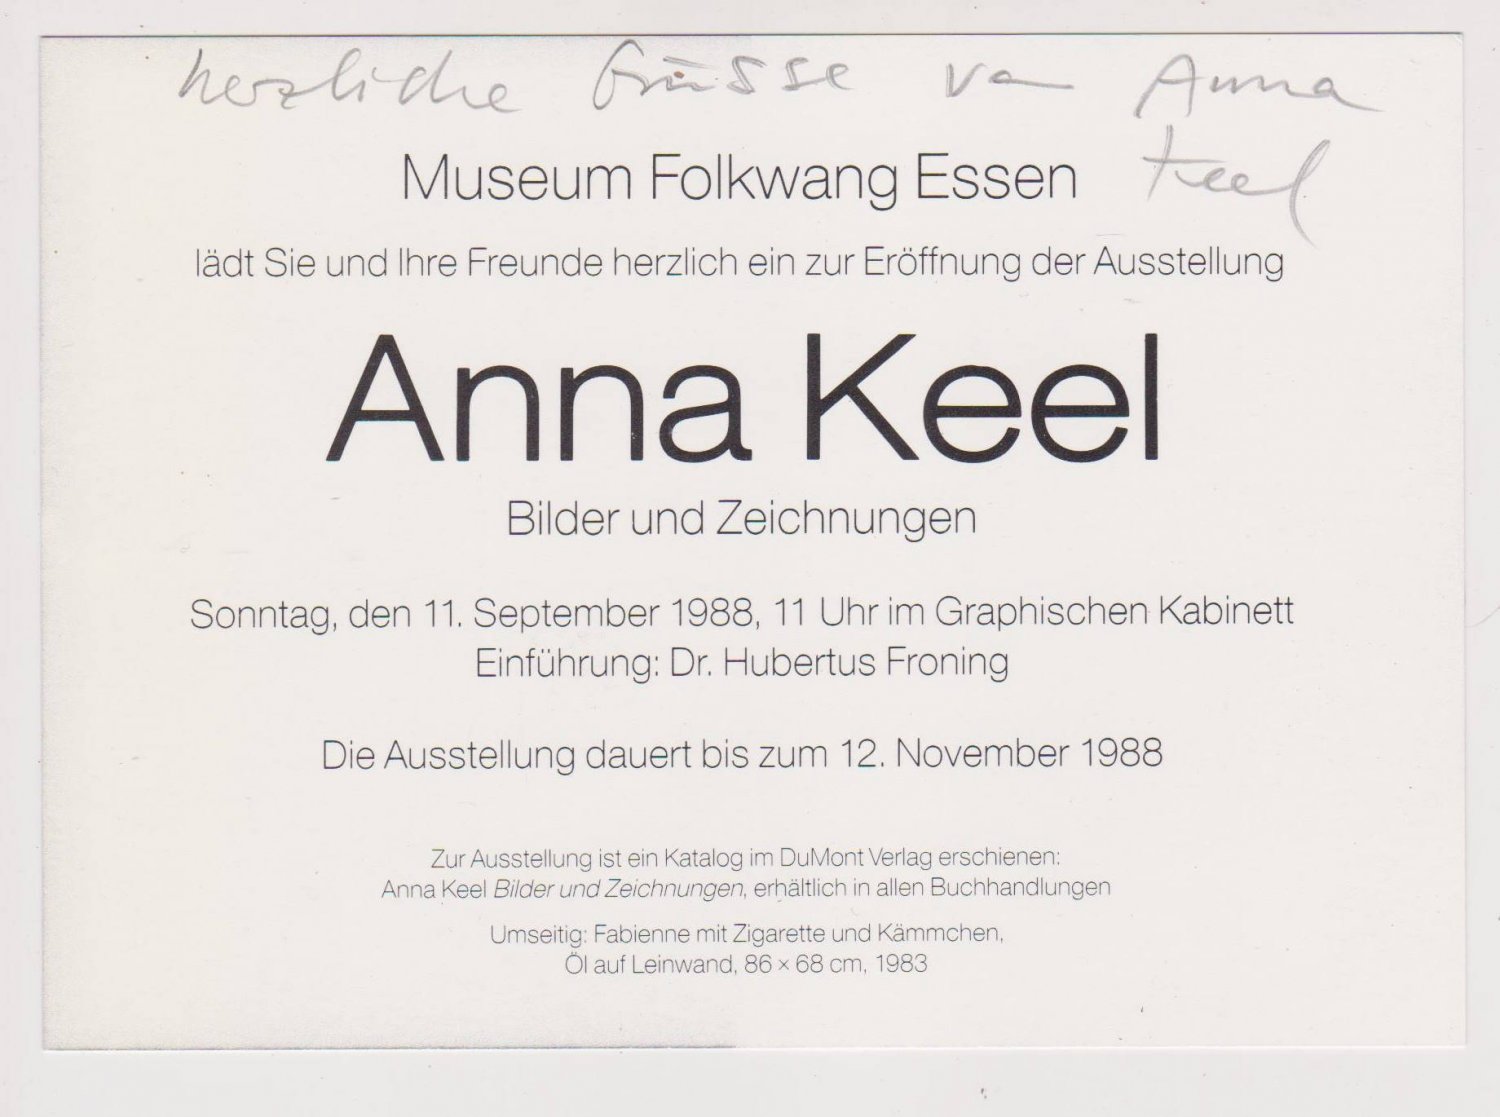 herzliche Grüsse von Anna
Keel
Museum Folkwang Essen
lädt Sie und Ihre Freunde herzlich ein zur Eröffnung der Ausstellung
Anna Keel
Bilder und Zeichnungen
Sonntag, den 11. September 1988, 11 Uhr im Graphischen Kabinett
Einführung: Dr. Hubertus Froning
Die Ausstellung dauert bis zum 12. November 1988
Zur Ausstellung ist ein Katalog im DuMont Verlag erschienen:
Anna Keel Bilder und Zeichnungen, erhältlich in allen Buchhandlungen
Umseitig: Fabienne mit Zigarette und Kämmchen,
Öl auf Leinwand, 86 × 68 cm, 1983